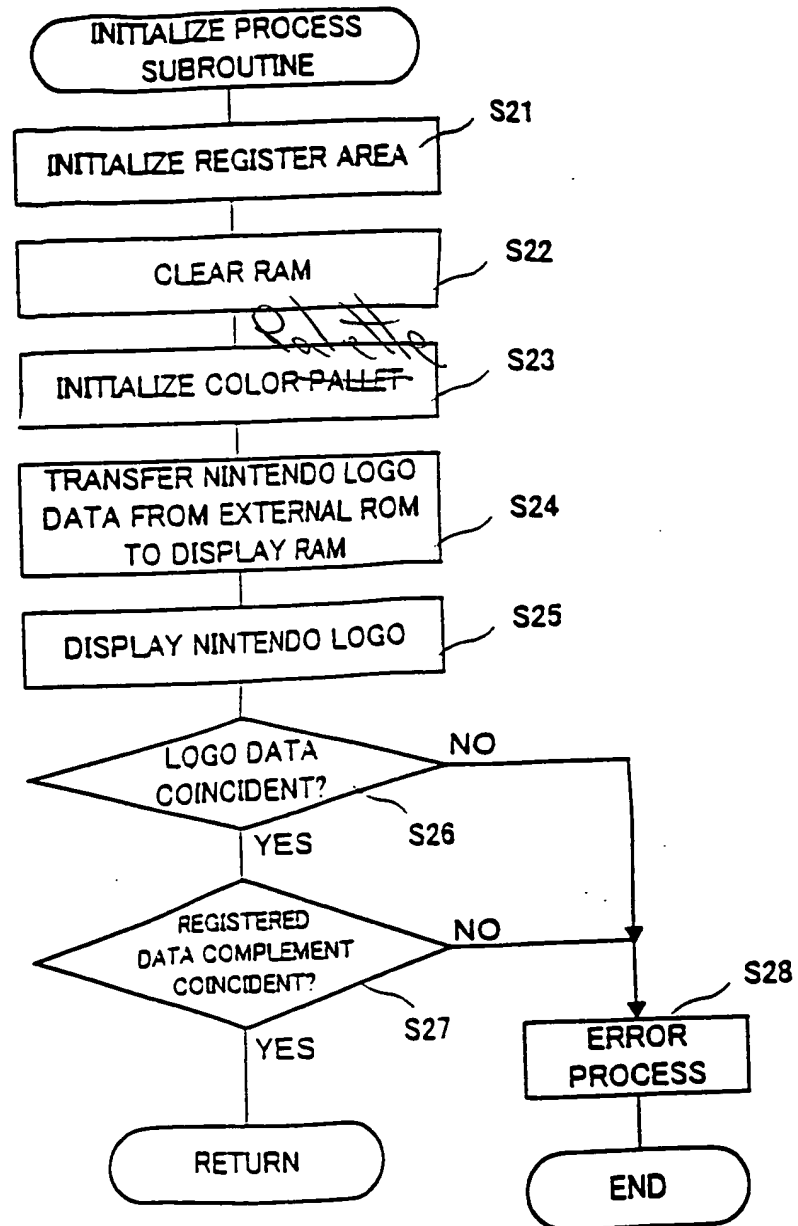 INITIALIZE PROCESS
SUBROUTINE
S21
INITIALIZE REGISTER AREA
S22
CLEAR RAM
Palette
S23
INITIALIZE COLOR PALLET
TRANSFER NINTENDO LOGO
DATA FROM EXTERNAL ROM
TO DISPLAY RAM
S24
S25
DISPLAY NINTENDO LOGO
LOGO DATA
COINCIDENT?
NO
S26
YES
REGISTERED
DATA COMPLEMENT
COINCIDENT?
NO
S27
YES
S28
ERROR
PROCESS
RETURN
END